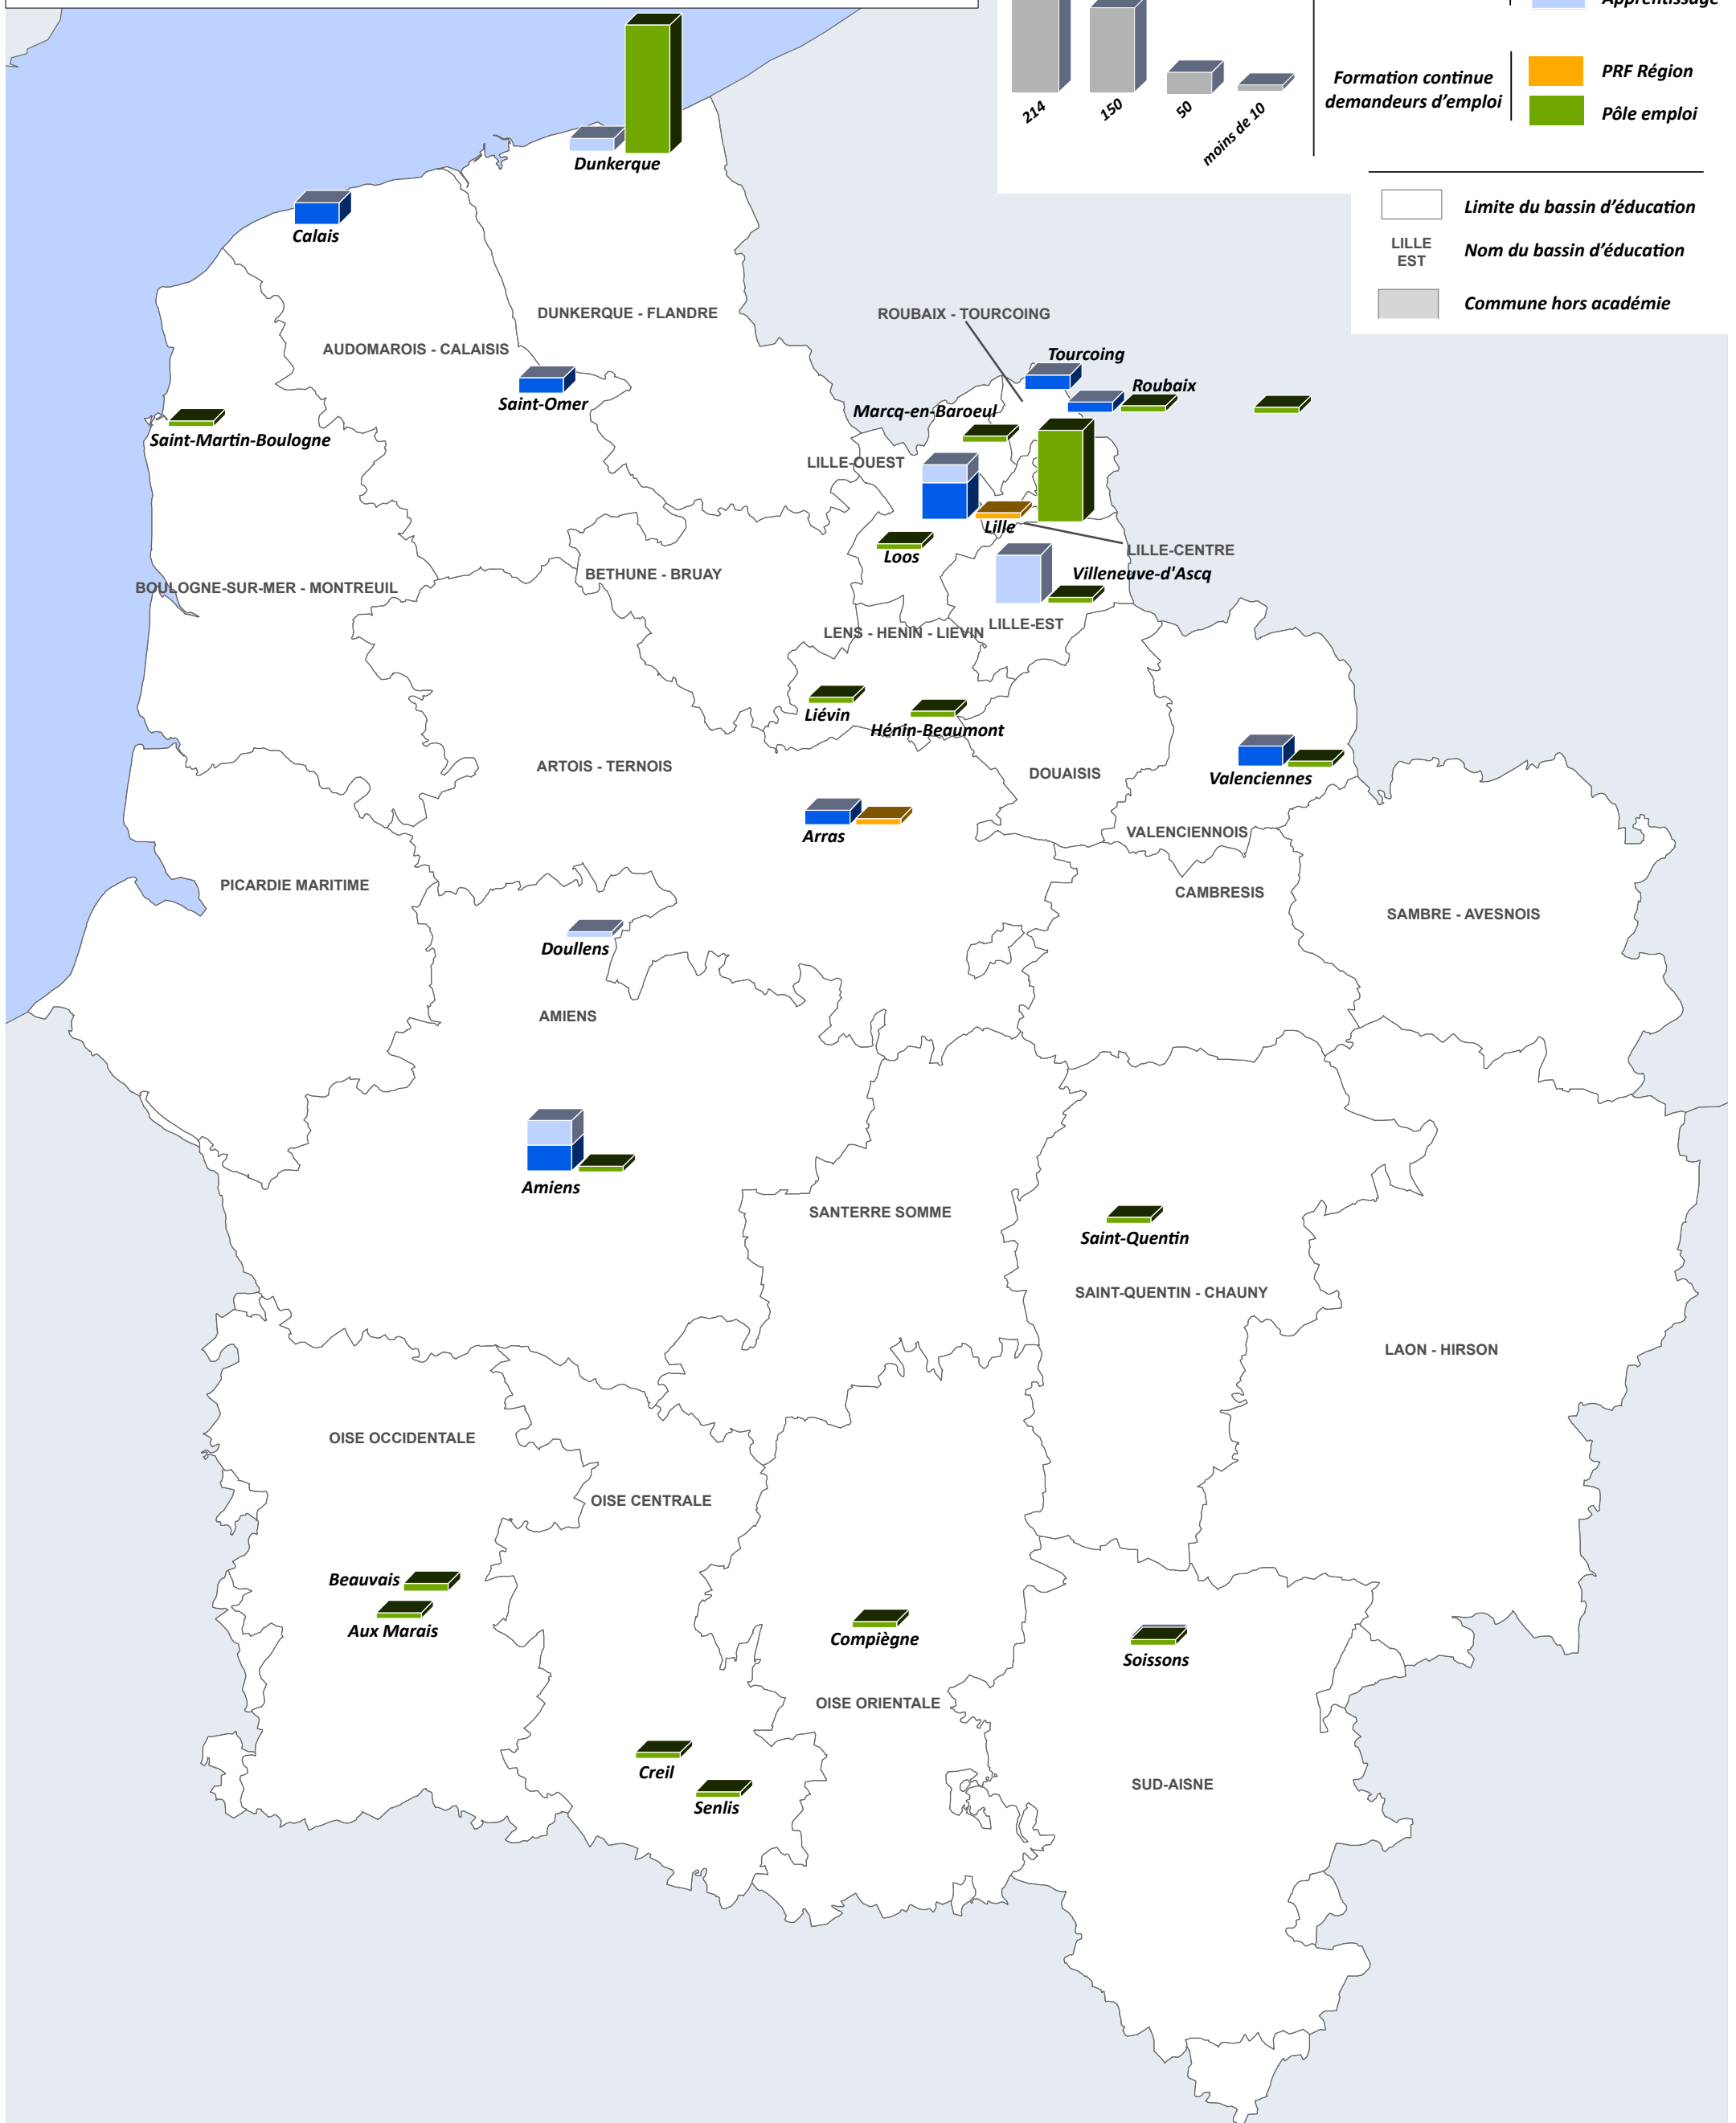 Apprentissage
PRF Région
Formation continue
demandeurs d'emploi
Pôle emploi
214
150
50
moins de 10
Limite du bassin d'éducation
LILLE
EST
Nom du bassin d'éducation
Commune hors académie
Dunkerque
Calais
DUNKERQUE - FLANDRE
ROUBAIX - TOURCOING
AUDOMAROIS - CALAISIS
Tourcoing
Roubaix
Saint-Omer
Marcq-en-Baroeul
Saint-Martin-Boulogne
LILLE-OUEST
Lille
LILLE-CENTRE
Loos
Villeneuve-d'Ascq
BETHUNE - BRUAY
BOULOGNE-SUR-MER - MONTREUIL
LILLE-EST
LENS - HENIN - LIEVIN
Liévin
Hénin-Beaumont
ARTOIS - TERNOIS
DOUAISIS
Valenciennes
VALENCIENNOIS
Arras
PICARDIE MARITIME
CAMBRESIS
SAMBRE - AVESNOIS
Doullens
AMIENS
Amiens
SANTERRE SOMME
Saint-Quentin
SAINT-QUENTIN - CHAUNY
LAON - HIRSON
OISE OCCIDENTALE
OISE CENTRALE
Beauvais
Aux Marais
Compiègne
Soissons
OISE ORIENTALE
Creil
Senlis
SUD-AISNE